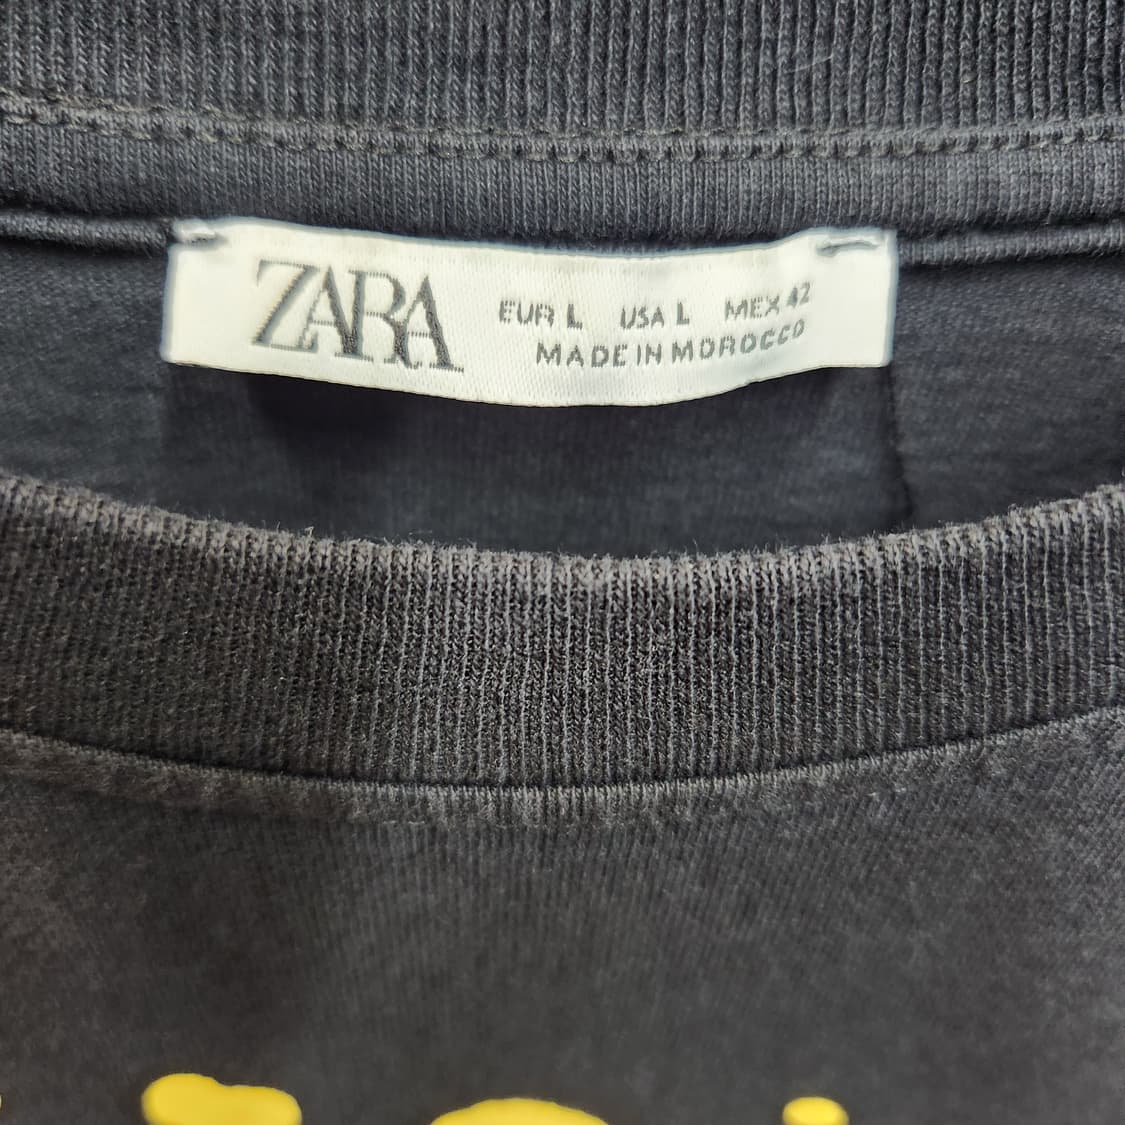 ZARA
EUR L USA L MEX 42
MADE IN MOROCCO